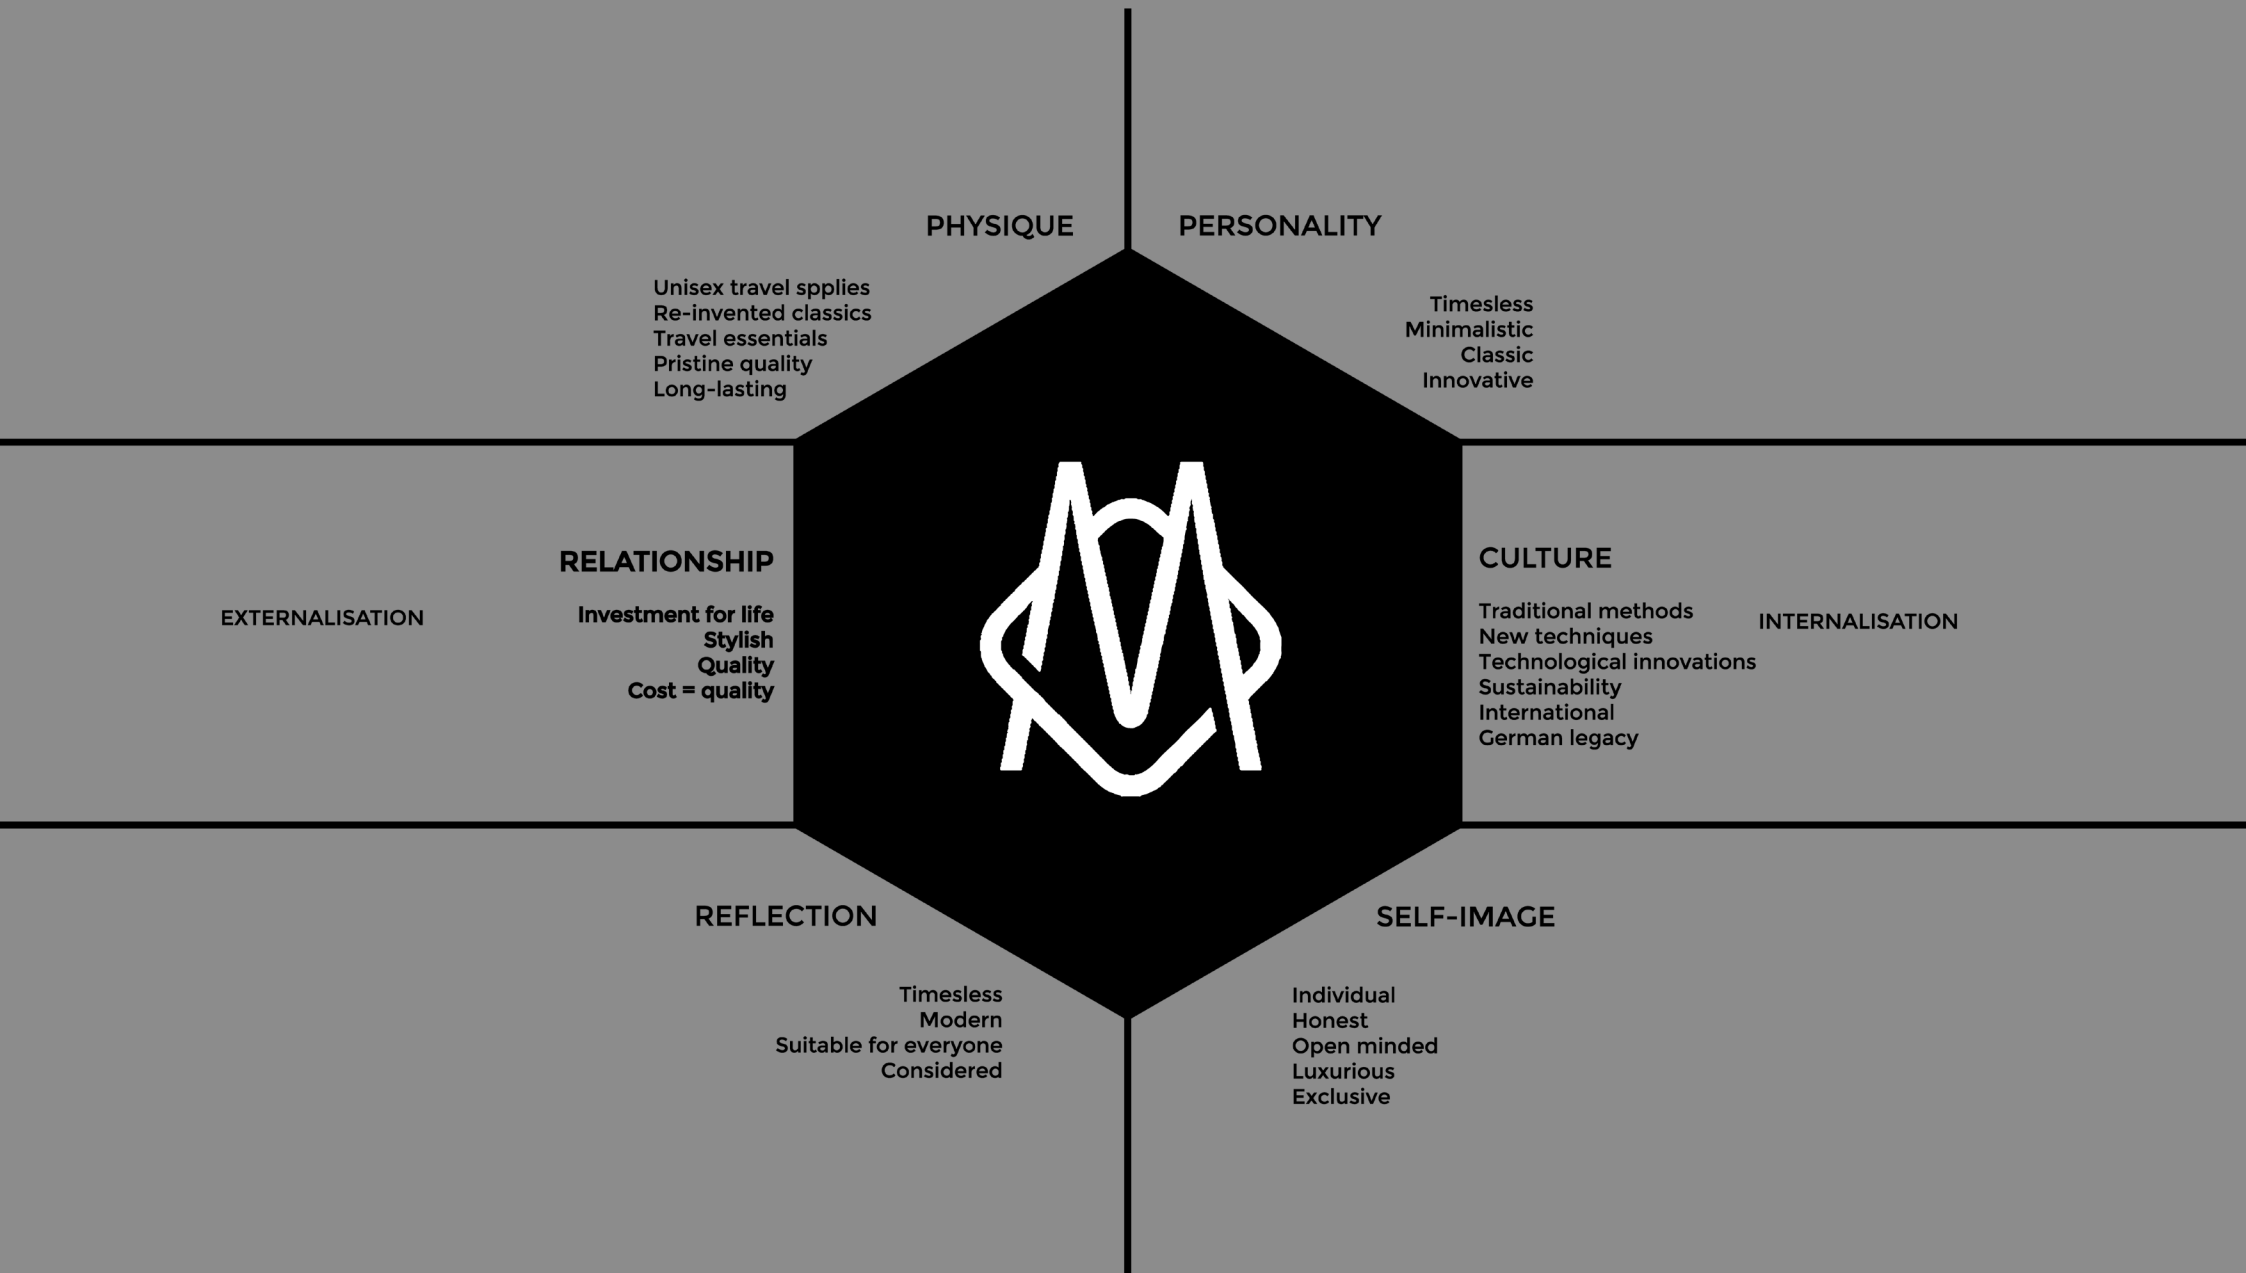 PHYSIQUE
Unisex travel spplies
Re-invented classics
Travel essentials
Pristine quality
Long-lasting
PERSONALITY
Timesless
Minimalistic
Classic
Innovative
EXTERNALISATION
RELATIONSHIP
Investment for life
Stylish
Quality
Cost = quality
CULTURE
Traditional methods
New techniques
Technological innovations
Sustainability
International
German legacy
INTERNALISATION
REFLECTION
Timesless
Modern
Suitable for everyone
Considered
SELF-IMAGE
Individual
Honest
Open minded
Luxurious
Exclusive